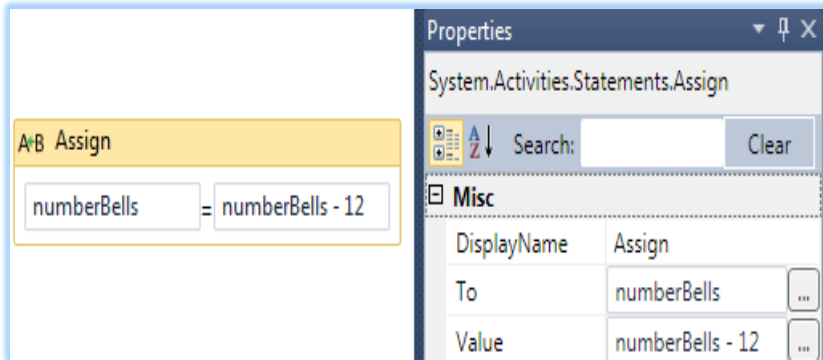 A B Assign
numberBells = numberBells - 12
Properties
System.Activities.Statements.Assign
A Z Search: Clear
Misc
DisplayName Assign
To numberBells ...
Value numberBells - 12 ...